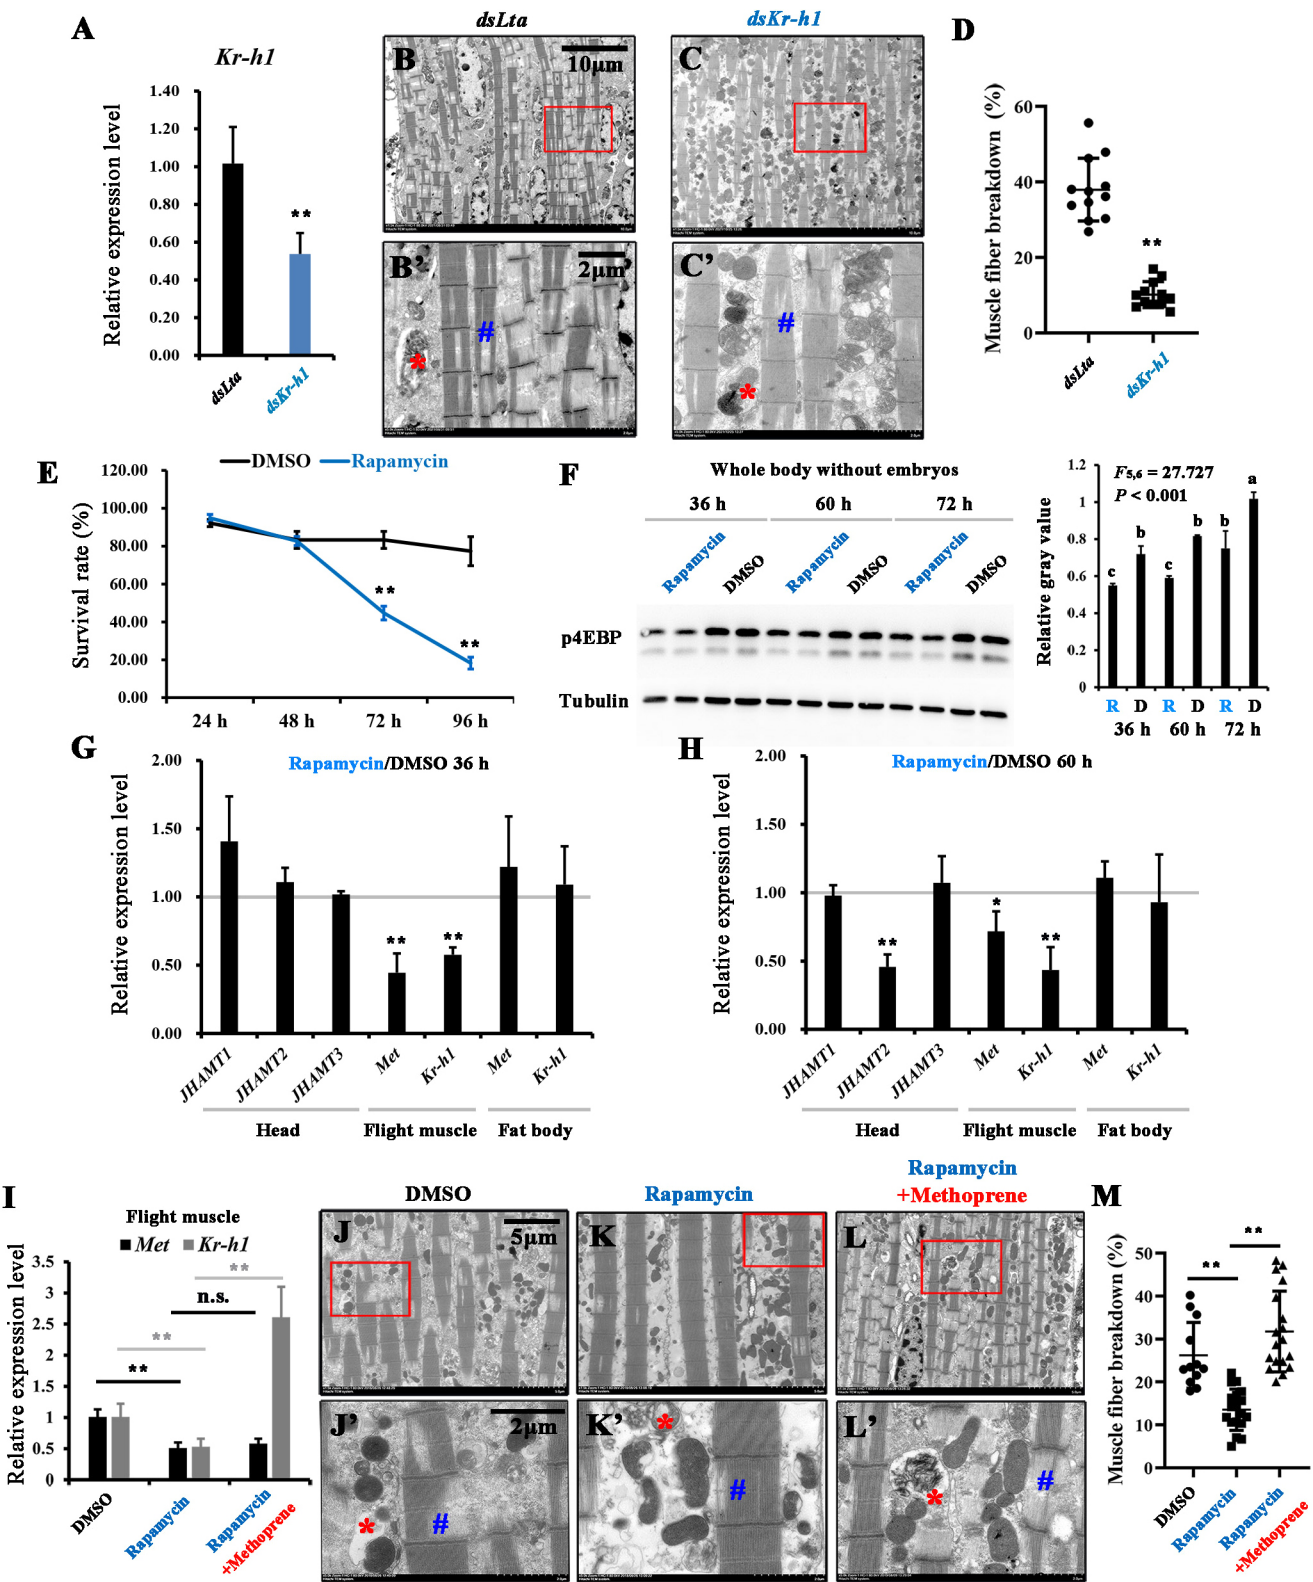 A
Kr-h1
Relative expression level
1.40
1.20
1.00
0.80
0.60
0.40
0.20
0.00
**
dsLta
dsKr-h1
dsLta
dsKr-h1
B
10μm
C
B'
2μm
#
*
C'
#
*
D
Muscle fiber breakdown (%)
60
40
20
0
**
dsLta
dsKr-h1
E
DMSO
Rapamycin
Survival rate (%)
120.00
100.00
80.00
60.00
40.00
20.00
0.00
**
**
24 h
48 h
72 h
96 h
F
Whole body without embryos
36 h
60 h
72 h
Rapamycin
DMSO
Rapamycin
DMSO
Rapamycin
DMSO
p4EBP
Tubulin
Relative gray value
1.2
1
0.8
0.6
0.4
0.2
0
F5,6 = 27.727
P < 0.001
c
b
c
b
b
a
R D R D R D
36 h 60 h 72 h
G
Rapamycin/DMSO 36 h
Relative expression level
2.00
1.50
1.00
0.50
0.00
**
**
JHAMT1
JHAMT2
JHAMT3
Met
Kr-h1
Met
Kr-h1
Head
Flight muscle
Fat body
H
Rapamycin/DMSO 60 h
Relative expression level
2.00
1.50
1.00
0.50
0.00
**
*
**
JHAMT1
JHAMT2
JHAMT3
Met
Kr-h1
Met
Kr-h1
Head
Flight muscle
Fat body
I
Flight muscle
Met Kr-h1
Relative expression level
3.5
3
2.5
2
1.5
1
0.5
0
**
n.s.
**
**
DMSO
Rapamycin
Rapamycin
+Methoprene
DMSO
Rapamycin
Rapamycin
+Methoprene
J
5μm
K
L
J'
2μm
*
#
K'
*
#
L'
*
#
M
Muscle fiber breakdown (%)
50
40
30
20
10
0
**
**
DMSO
Rapamycin
Rapamycin
+Methoprene